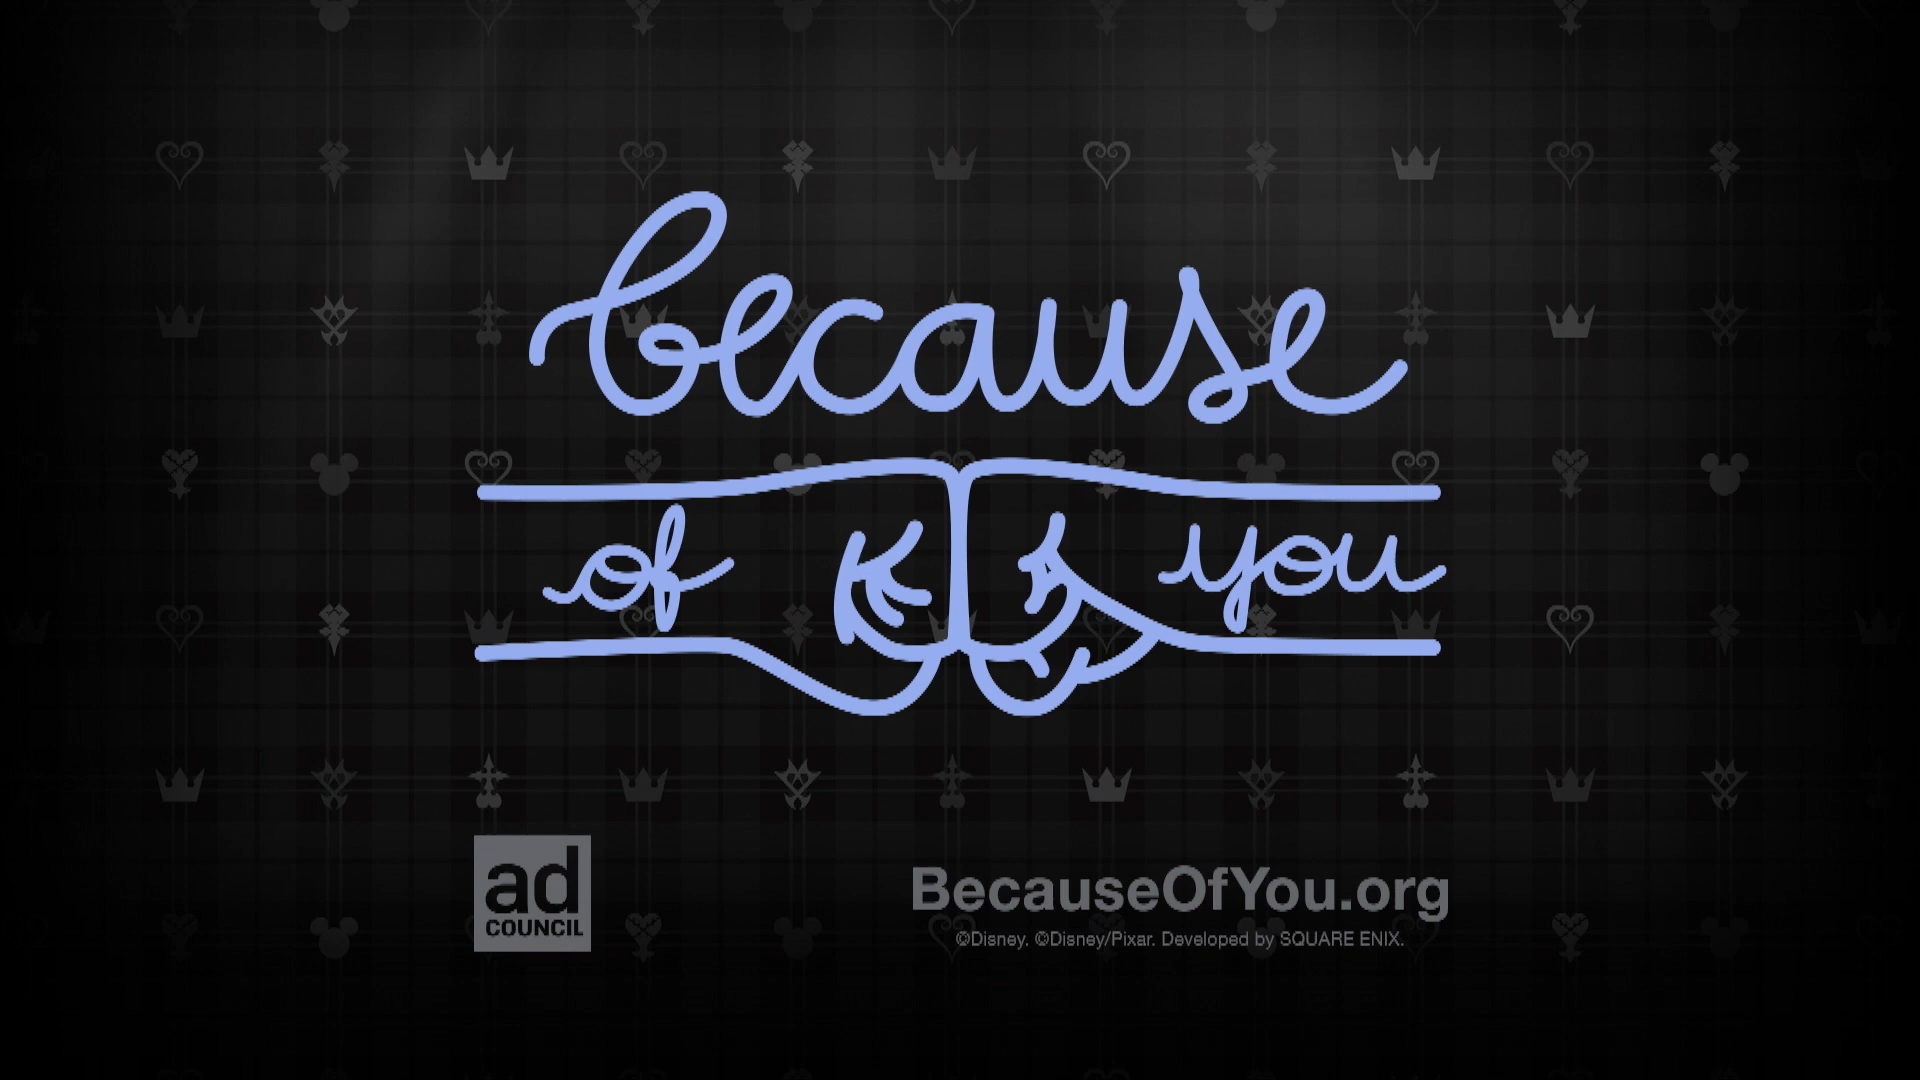 because
of you
ad
COUNCIL
BecauseOfYou.org
©Disney. ©Disney/Pixar. Developed by SQUARE ENIX.